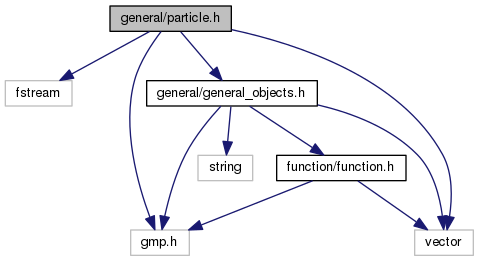 general/particle.h
fstream
general/general_objects.h
string
function/function.h
gmp.h
vector